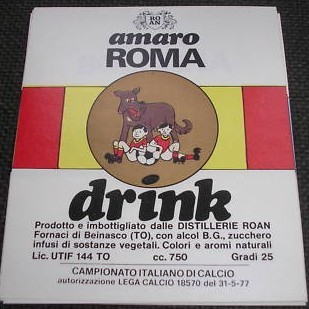 RO
AN
amaro
ROMA
drink
Prodotto e imbottigliato dalle DISTILLERIE ROAN
Fornaci di Beinasco (TO), con alcol B.G., zucchero
infusi di sostanze vegetali. Colori e aromi naturali
Lic. UTIF 144 TO cc. 750 Gradi 25
CAMPIONATO ITALIANO DI CALCIO
autorizzazione LEGA CALCIO 18570 del 31-5-77